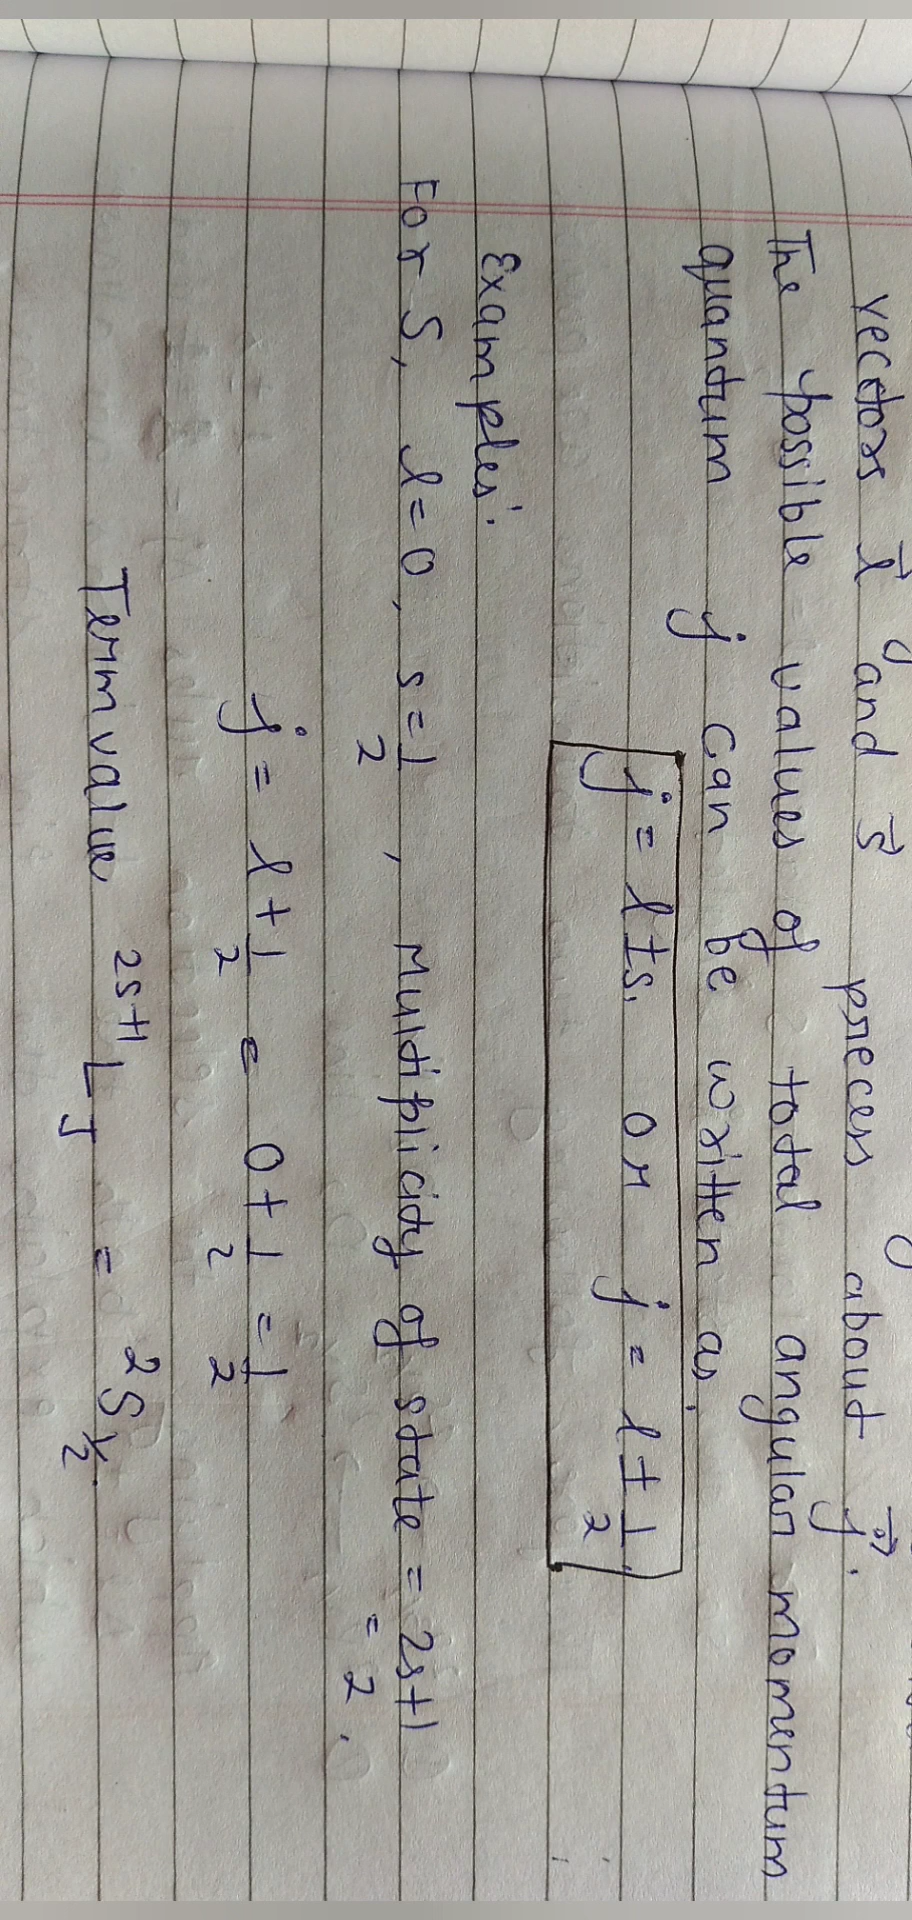 vectors l⃗ and s⃗ precess about j⃗.
The possible values of total angular momentum
quantum j can be written as:
j = l±s, or j = l±1/2.
Examples:
For S, l=0, s=1/2, Multiplicity of state = 2s+1
= 2.
j = l+1/2 = 0+1/2 = 1/2
Term value ²ˢ⁺¹L_J = ²S_1/2.